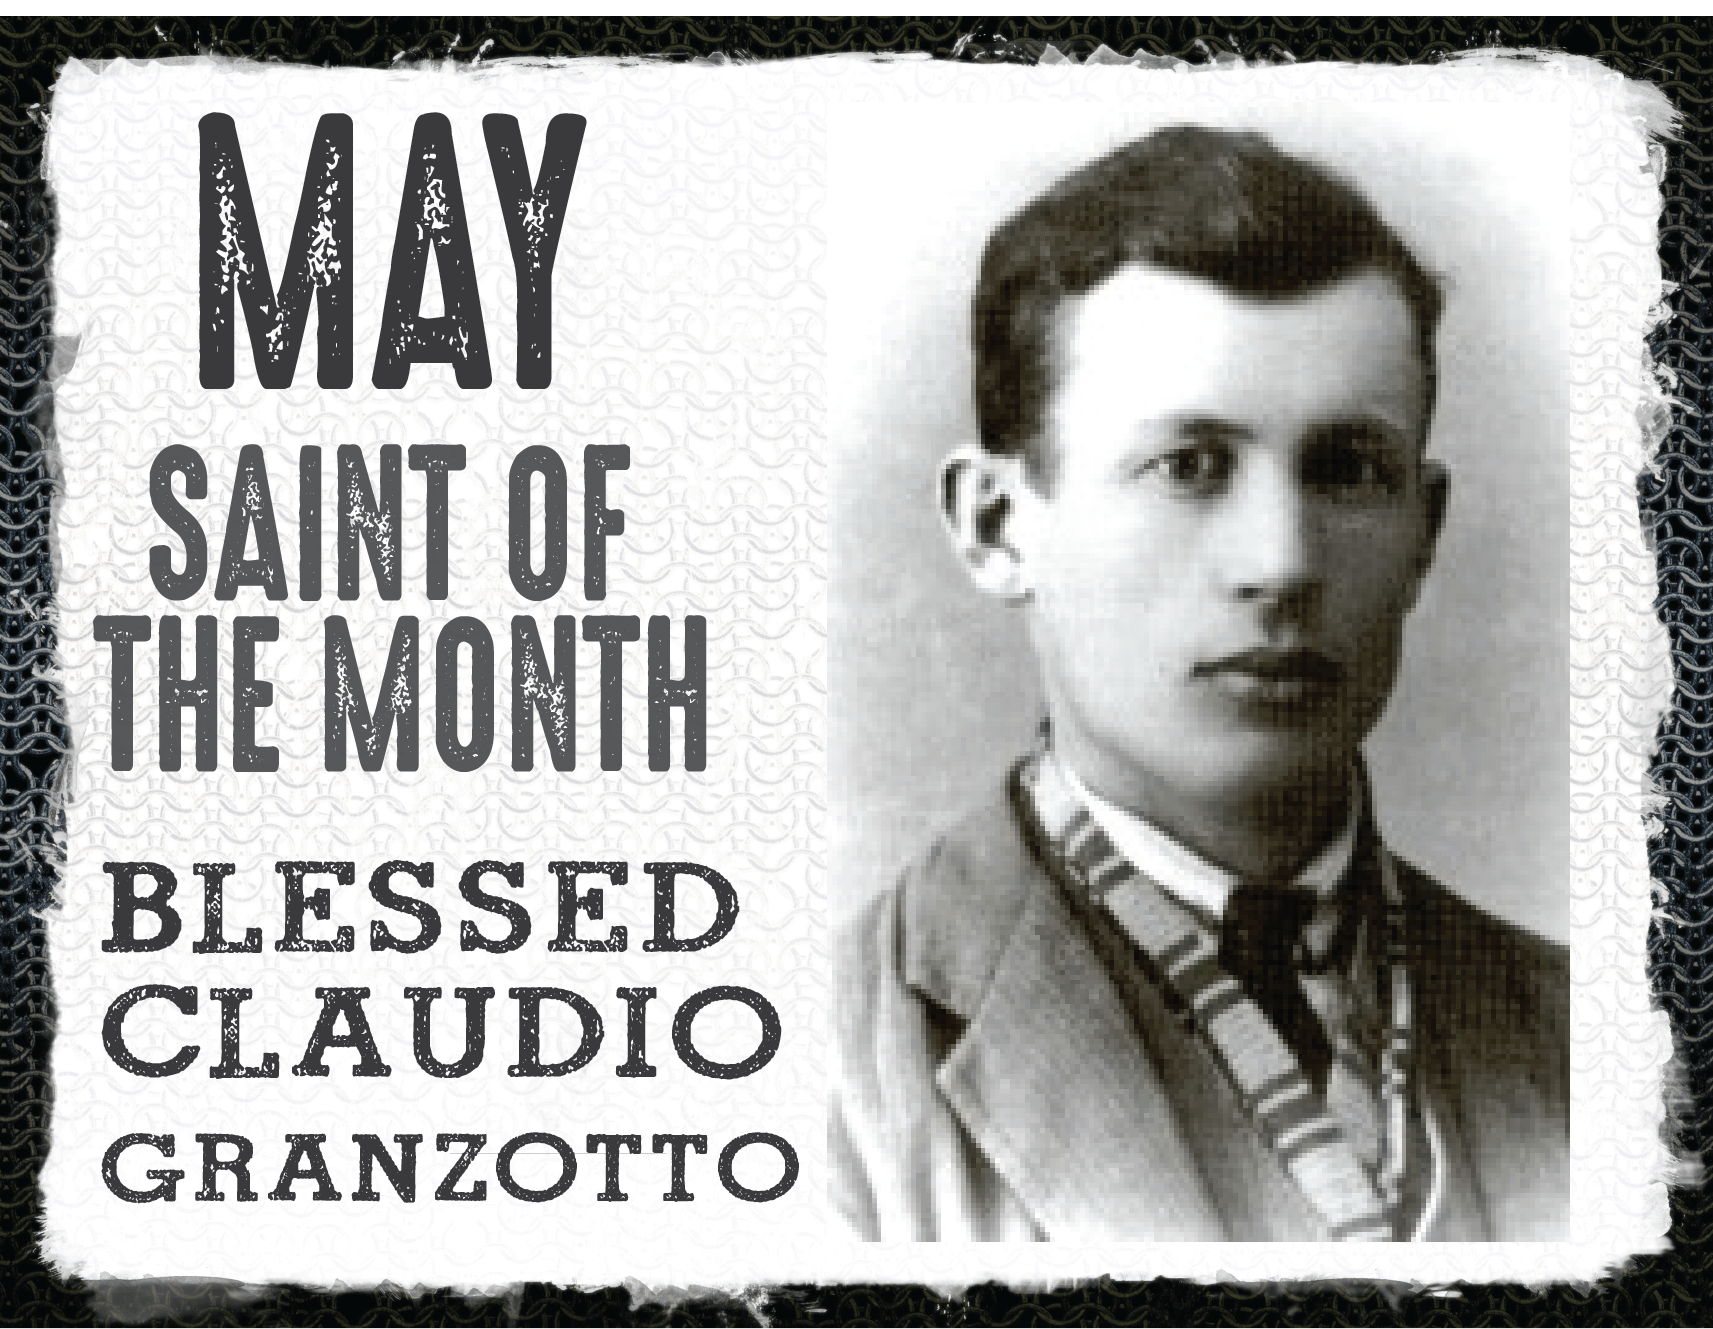 MAY
SAINT OF
THE MONTH
BLESSED
CLAUDIO
GRANZOTTO